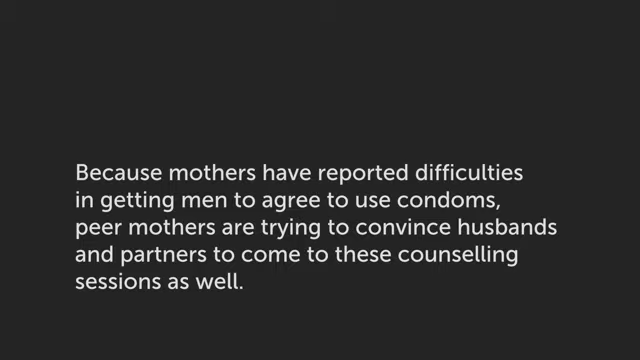 Because mothers have reported difficulties
in getting men to agree to use condoms,
peer mothers are trying to convince husbands
and partners to come to these counselling
sessions as well.